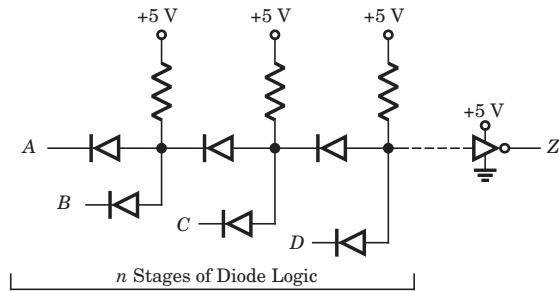 +5 V +5 V +5 V
+5 V
A Z
B
C
D
n Stages of Diode Logic